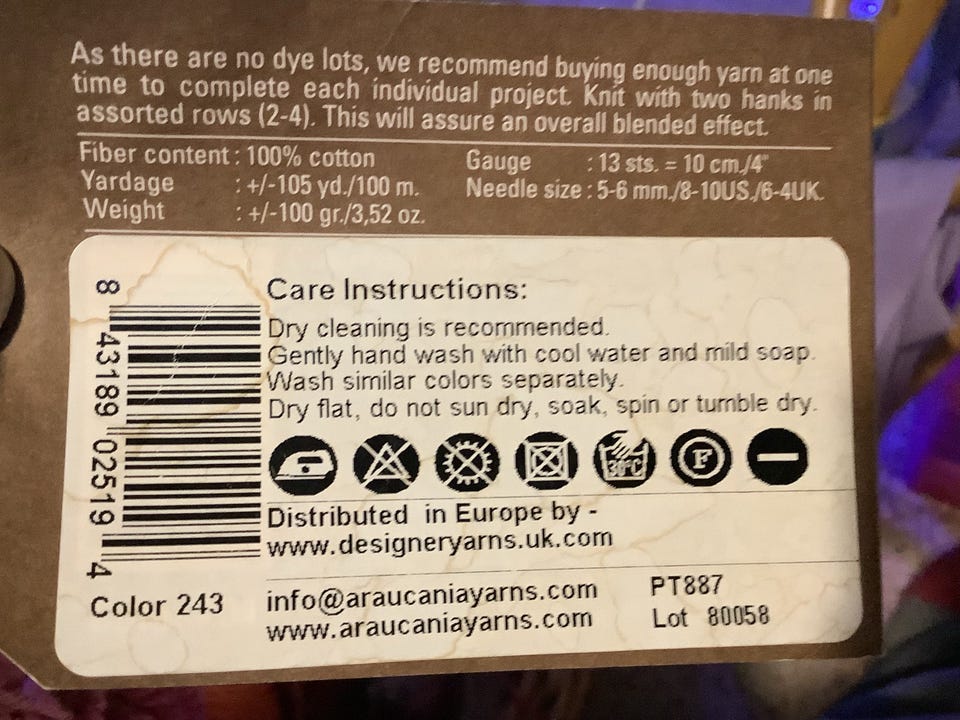 As there are no dye lots, we recommend buying enough yarn at one
time to complete each individual project. Knit with two hanks in
assorted rows (2-4). This will assure an overall blended effect.
Fiber content : 100% cotton
Yardage : +/-105 yd./100 m.
Weight : +/-100 gr./3,52 oz.
Gauge : 13 sts. = 10 cm./4"
Needle size : 5-6 mm./8-10US./6-4UK.
8 43189 02519 4
Color 243
Care Instructions:
Dry cleaning is recommended.
Gently hand wash with cool water and mild soap.
Wash similar colors separately.
Dry flat, do not sun dry, soak, spin or tumble dry.
30°C
F
Distributed in Europe by -
www.designeryarns.uk.com
info@araucaniayarns.com
www.araucaniayarns.com
PT887
Lot 80058